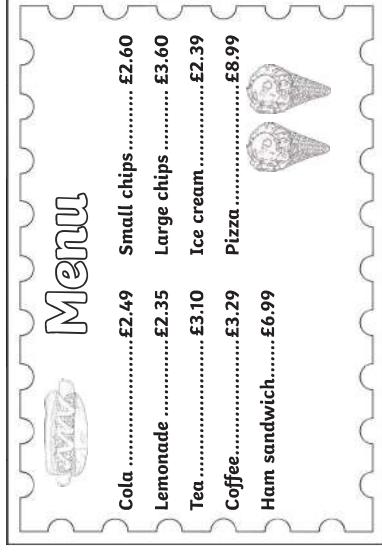 Menu
Cola ........................ £2.49
Lemonade ................ £2.35
Tea ........................ £3.10
Coffee..................... £3.29
Ham sandwich....... £6.99
Small chips........... £2.60
Large chips ........... £3.60
Ice cream................ £2.39
Pizza ..................... £8.99